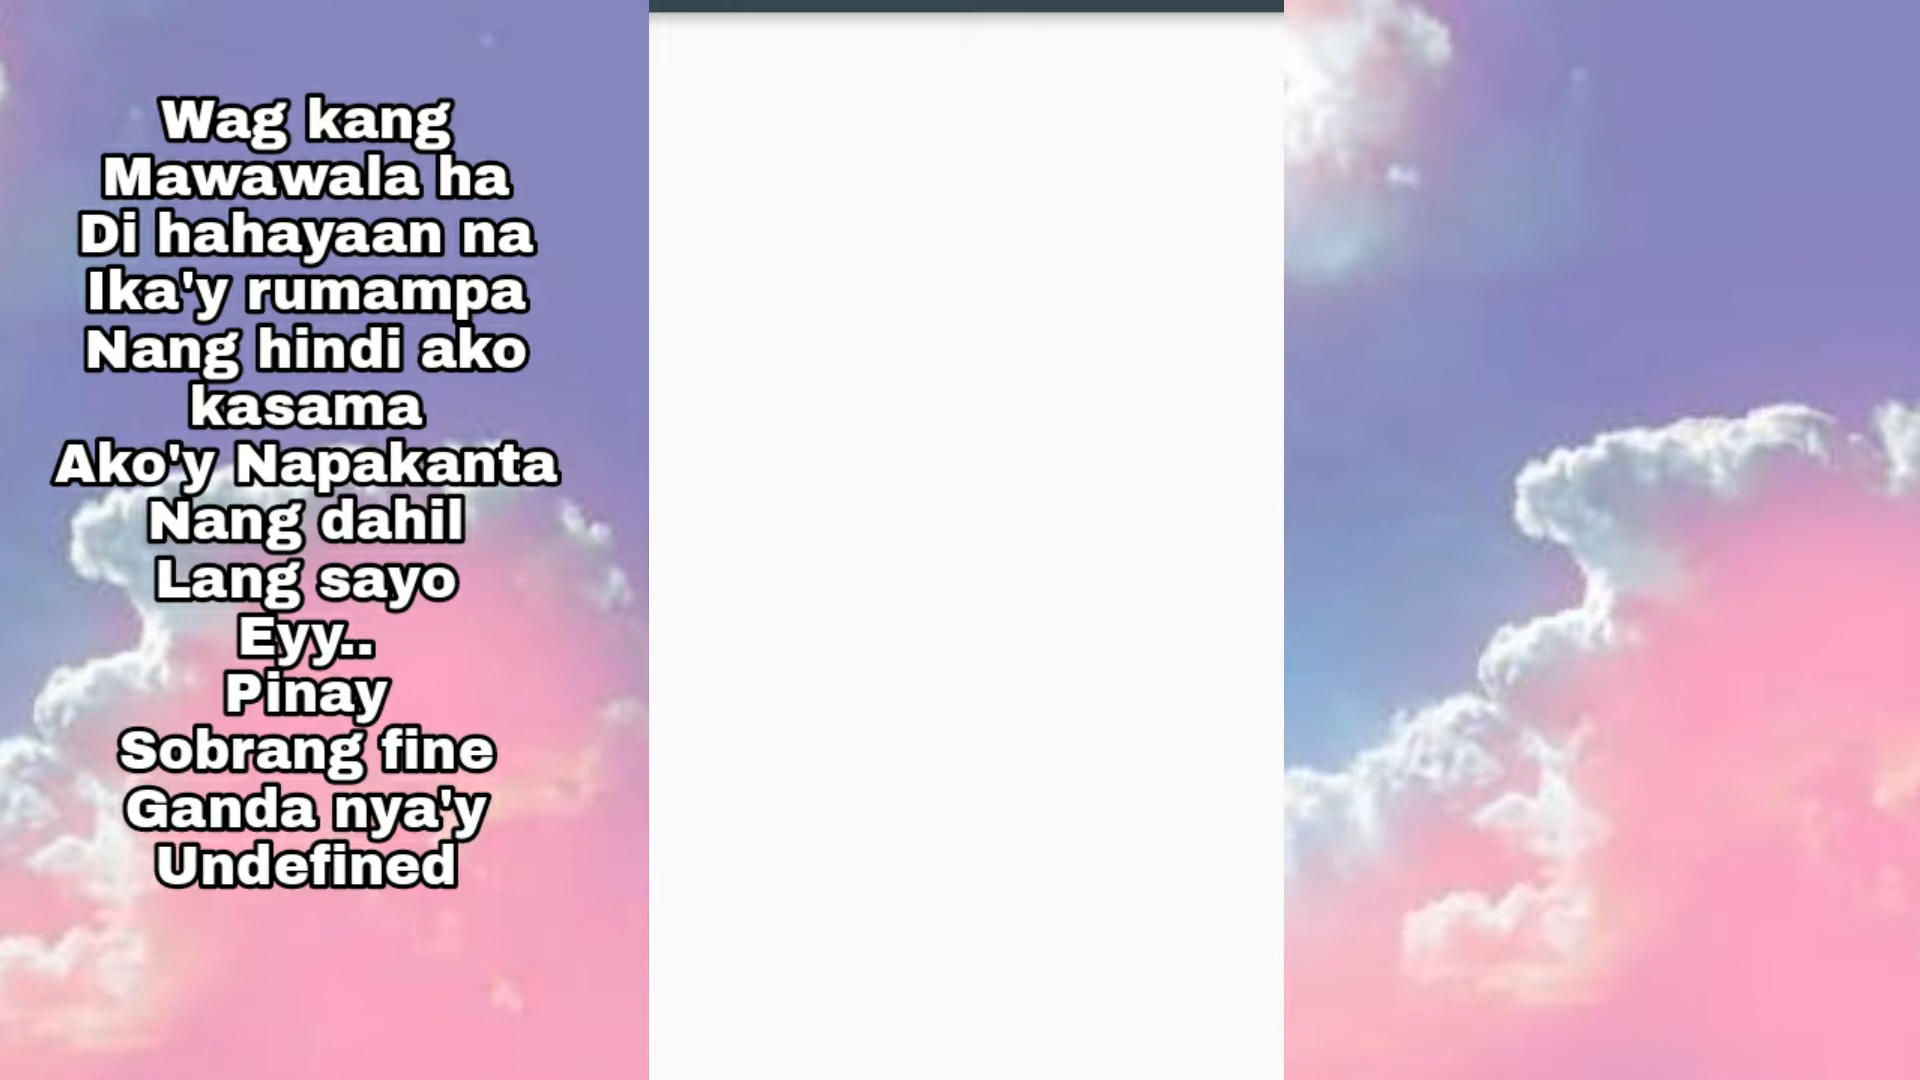 Wag kang
Mawawala ha
Di hahayaan na
Ika'y rumampa
Nang hindi ako
kasama
Ako'y Napakanta
Nang dahil
Lang sayo
Eyy..
Pinay
Sobrang fine
Ganda nya'y
Undefined